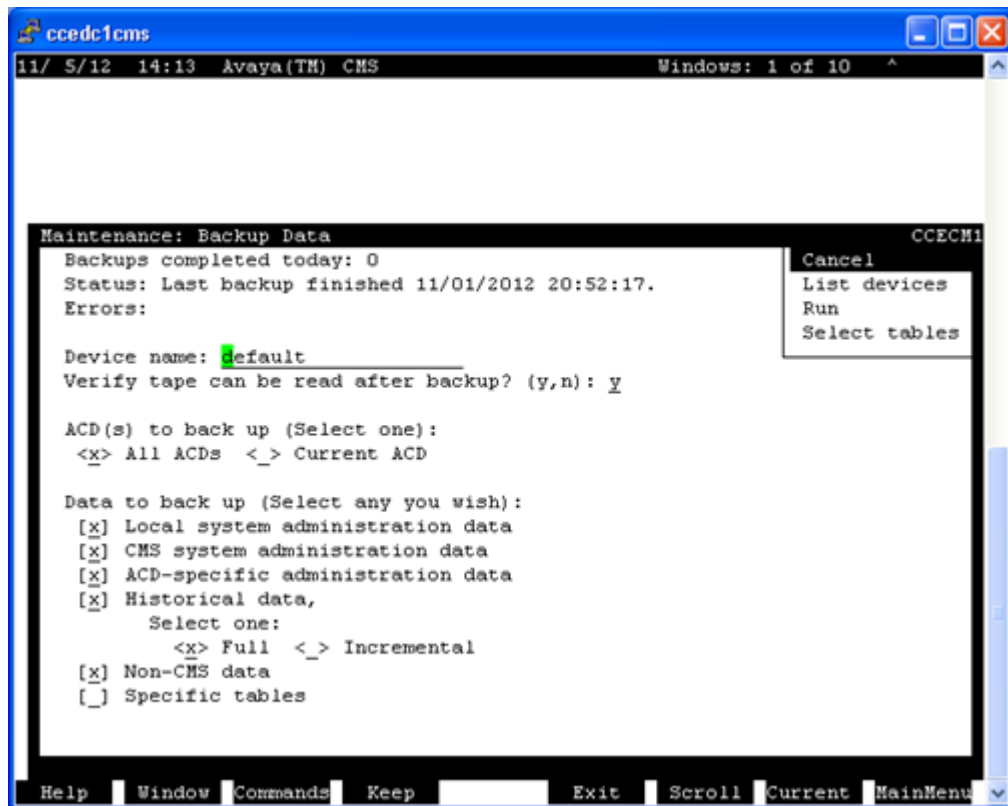 ccedc1cms
11/ 5/12 14:13 Avaya(TM) CMS Windows: 1 of 10 ^
Maintenance: Backup Data CCECM1
Backups completed today: 0 Cancel
Status: Last backup finished 11/01/2012 20:52:17. List devices
Errors: Run
Select tables
Device name: default
Verify tape can be read after backup? (y,n): y
ACD(s) to back up (Select one):
<x> All ACDs <_> Current ACD
Data to back up (Select any you wish):
[x] Local system administration data
[x] CMS system administration data
[x] ACD-specific administration data
[x] Historical data,
Select one:
<x> Full <_> Incremental
[x] Non-CMS data
[_] Specific tables
Help Window Commands Keep Exit Scroll Current MainMenu